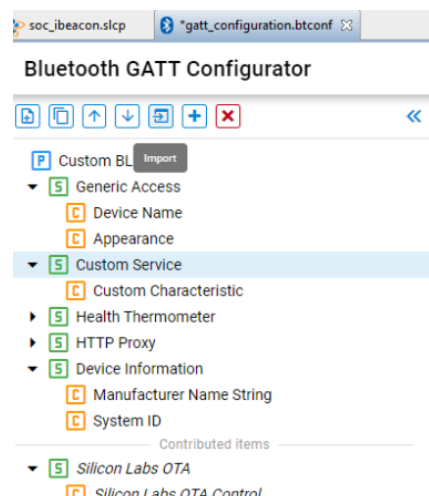 soc_ibeacon.slcp *gatt_configuration.btconf
Bluetooth GATT Configurator
P Custom BL Import
S Generic Access
C Device Name
C Appearance
S Custom Service
C Custom Characteristic
S Health Thermometer
S HTTP Proxy
S Device Information
C Manufacturer Name String
C System ID
Contributed items
S Silicon Labs OTA
C Silicon Labs OTA Control